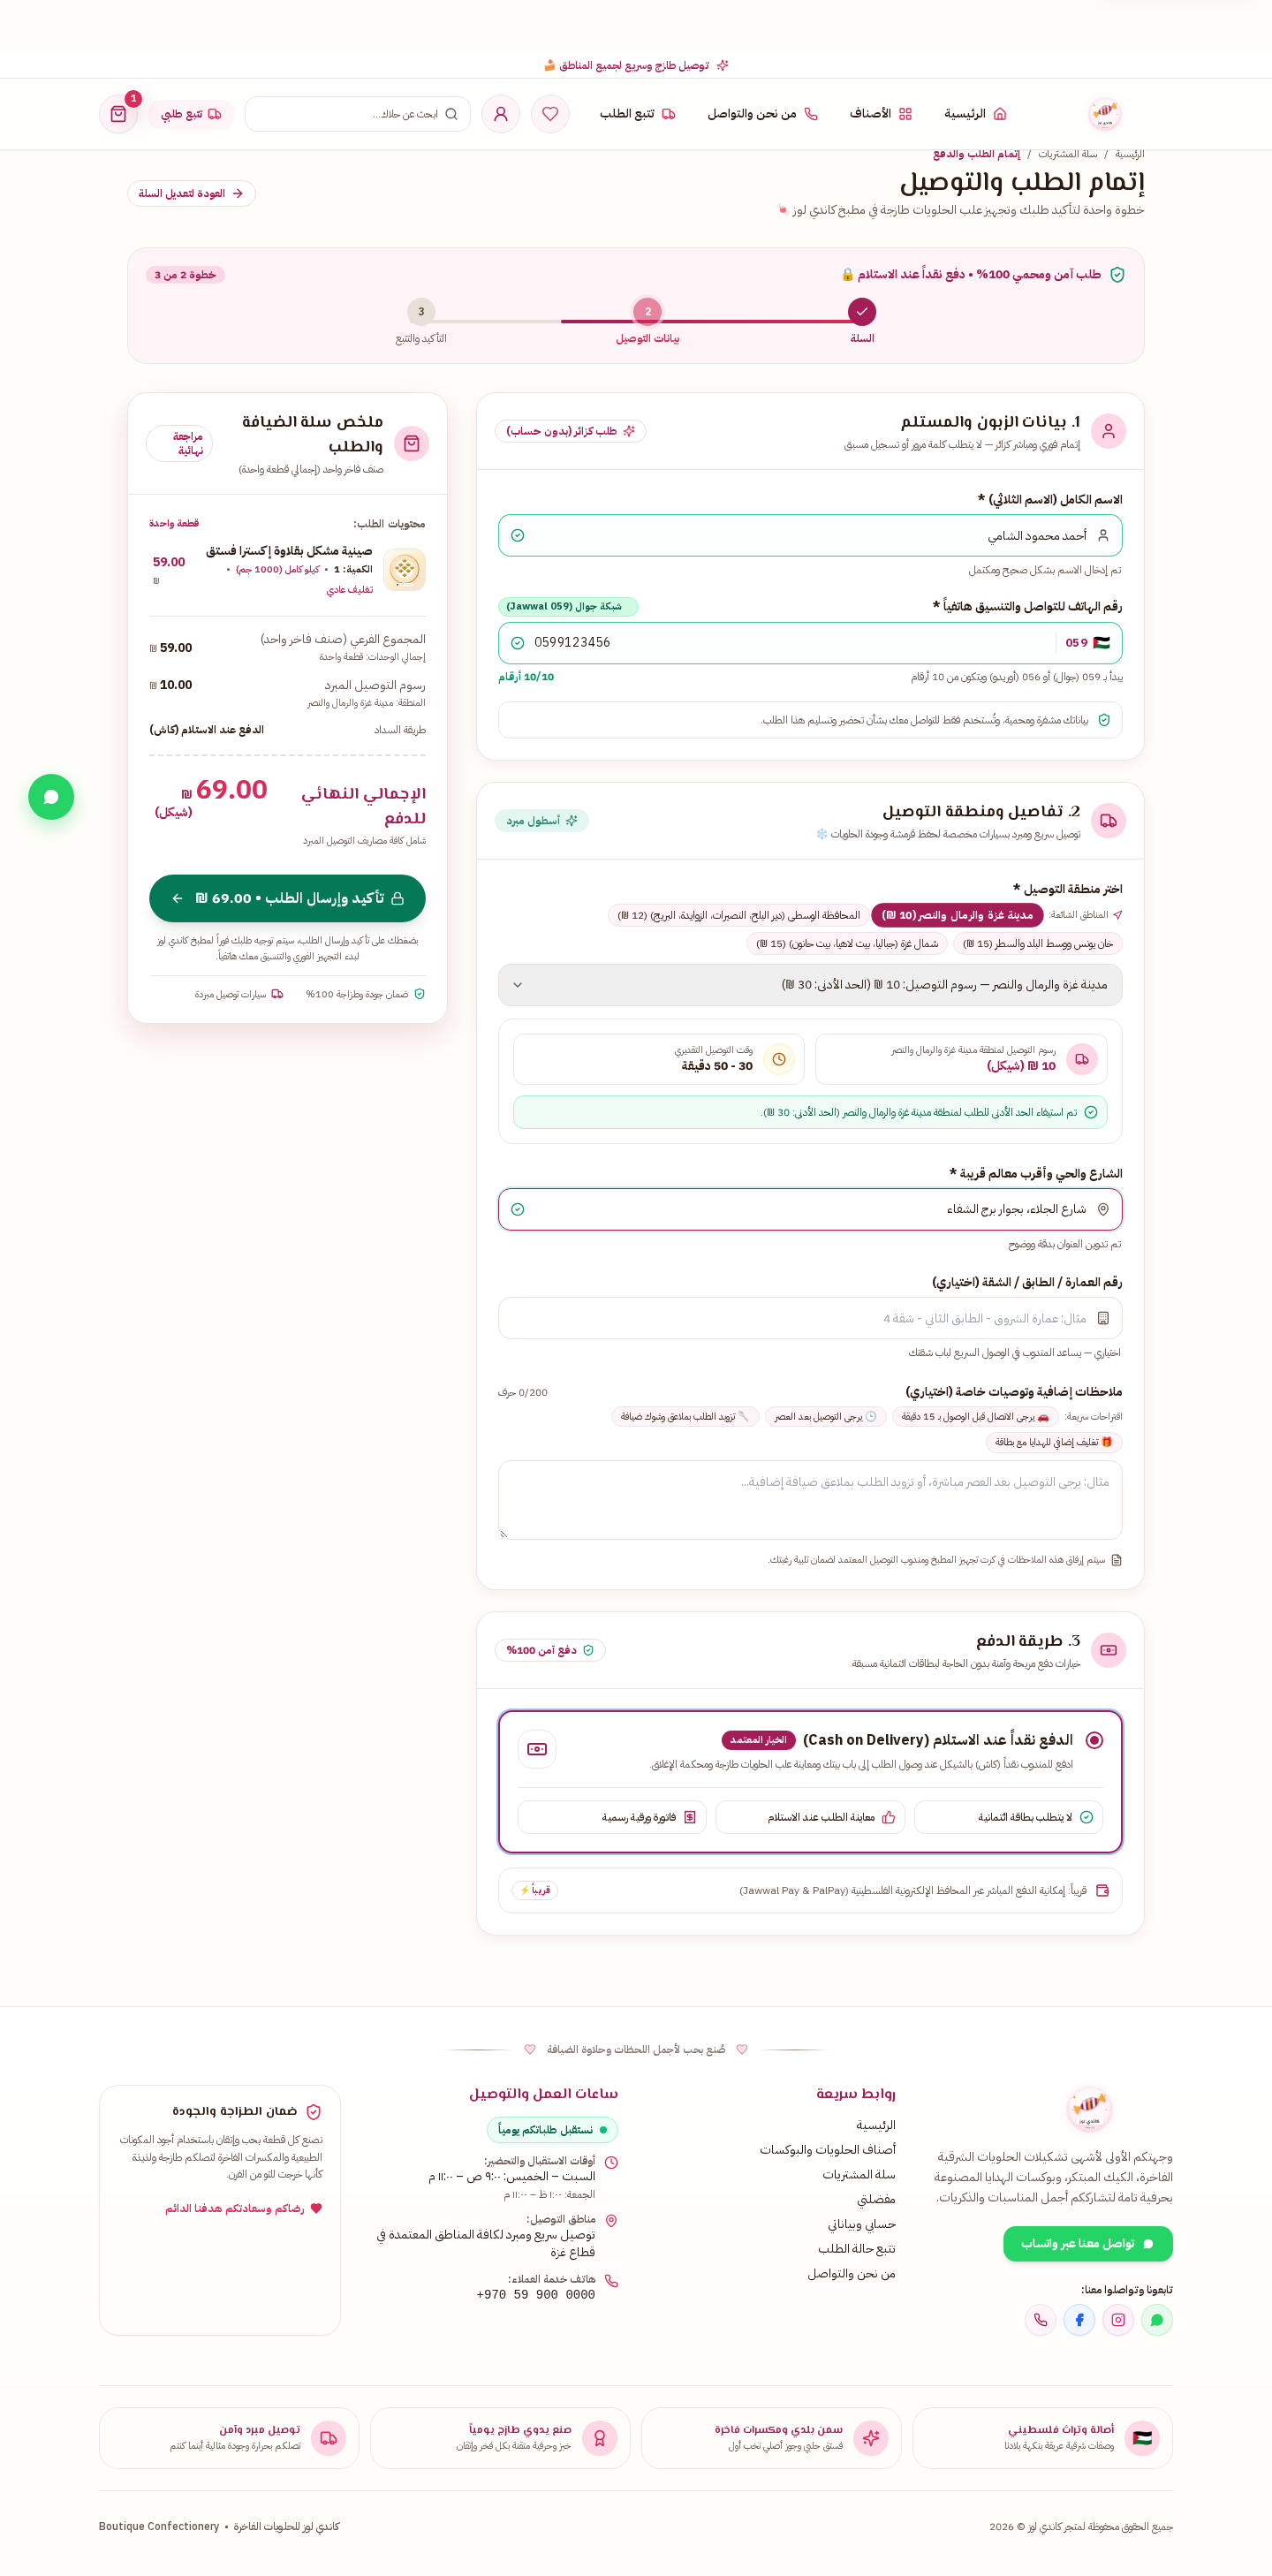 توصيل طازج وسريع لجميع المناطق 🍰
الرئيسية
الأصناف
من نحن والتواصل
تتبع الطلب
ابحث عن حلاك...
تتبع طلبي
1
الرئيسية / سلة المشتريات / إتمام الطلب والدفع
إتمام الطلب والتوصيل
خطوة واحدة لتأكيد طلبك وتجهيز علب الحلويات طازجة في مطبخ كاندي لوز 🍬
العودة لتعديل السلة
طلب آمن ومحمي 100% • دفع نقداً عند الاستلام 🔒
خطوة 2 من 3
2
3
السلة
بيانات التوصيل
التأكيد والتتبع
1. بيانات الزبون والمستلم
إتمام فوري ومباشر كزائر — لا يتطلب كلمة مرور أو تسجيل مسبق
طلب كزائر (بدون حساب)
الاسم الكامل (الاسم الثلاثي) *
أحمد محمود الشامي
تم إدخال الاسم بشكل صحيح ومكتمل
رقم الهاتف للتواصل والتنسيق هاتفياً *
شبكة جوال (Jawwal 059)
🇵🇸 059
0599123456
يبدأ بـ 059 (جوال) أو 056 (أوريدو) ويتكون من 10 أرقام
10/10 أرقام
بياناتك مشفرة ومحمية، وتُستخدم فقط للتواصل معك بشأن تحضير وتسليم هذا الطلب.
2. تفاصيل ومنطقة التوصيل
توصيل سريع ومبرد بسيارات مخصصة لحفظ قرمشة وجودة الحلويات ❄️
أسطول مبرد
اختر منطقة التوصيل *
المناطق الشائعة:
مدينة غزة والرمال والنصر (10 ₪)
المحافظة الوسطى (دير البلح، النصيرات، الزوايدة، البريج) (12 ₪)
خان يونس ووسط البلد والسطر (15 ₪)
شمال غزة (جباليا، بيت لاهيا، بيت حانون) (15 ₪)
مدينة غزة والرمال والنصر — رسوم التوصيل: 10 ₪ (الحد الأدنى: 30 ₪)
رسوم التوصيل لمنطقة مدينة غزة والرمال والنصر
10 ₪ (شيكل)
وقت التوصيل التقديري
30 - 50 دقيقة
تم استيفاء الحد الأدنى للطلب لمنطقة مدينة غزة والرمال والنصر (الحد الأدنى: 30 ₪).
الشارع والحي وأقرب معالم قريبة *
شارع الجلاء، بجوار برج الشفاء
تم تدوين العنوان بدقة ووضوح
رقم العمارة / الطابق / الشقة (اختياري)
مثال: عمارة الشروق - الطابق الثاني - شقة 4
اختياري — يساعد المندوب في الوصول السريع لباب شقتك
ملاحظات إضافية وتوصيات خاصة (اختياري)
0/200 حرف
اقتراحات سريعة:
🚗 يرجى الاتصال قبل الوصول بـ 15 دقيقة
🕒 يرجى التوصيل بعد العصر
🥄 تزويد الطلب بملاعق وشوك ضيافة
🎁 تغليف إضافي للهدايا مع بطاقة
مثال: يرجى التوصيل بعد العصر مباشرة، أو تزويد الطلب بملاعق ضيافة إضافية...
سيتم إرفاق هذه الملاحظات في كرت تجهيز المطبخ ومندوب التوصيل المعتمد لضمان تلبية رغبتك.
3. طريقة الدفع
خيارات دفع مريحة وآمنة بدون الحاجة لبطاقات ائتمانية مسبقة
دفع آمن 100%
الدفع نقداً عند الاستلام (Cash on Delivery)
الخيار المعتمد
ادفع للمندوب نقداً (كاش) بالشيكل عند وصول الطلب إلى باب بيتك ومعاينة علب الحلويات طازجة ومحكمة الإغلاق.
لا يتطلب بطاقة ائتمانية
معاينة الطلب عند الاستلام
فاتورة ورقية رسمية
قريباً: إمكانية الدفع المباشر عبر المحافظ الإلكترونية الفلسطينية (Jawwal Pay & PalPay)
قريباً ⚡
ملخص سلة الضيافة
والطلب
صنف فاخر واحد (إجمالي قطعة واحدة)
مراجعة
نهائية
محتويات الطلب:
قطعة واحدة
صينية مشكل بقلاوة إكسترا فستق
الكمية: 1 • كيلو كامل (1000 جم) •
تغليف عادي
59.00
₪
المجموع الفرعي (صنف فاخر واحد)
إجمالي الوحدات: قطعة واحدة
59.00 ₪
رسوم التوصيل المبرد
المنطقة: مدينة غزة والرمال والنصر
10.00 ₪
طريقة السداد
الدفع عند الاستلام (كاش)
الإجمالي النهائي
للدفع
شامل كافة مصاريف التوصيل المبرد
69.00 ₪
(شيكل)
تأكيد وإرسال الطلب • 69.00 ₪
بضغطك على تأكيد وإرسال الطلب، سيتم توجيه طلبك فوراً لمطبخ كاندي لوز
لبدء التجهيز الفوري والتنسيق معك هاتفياً.
ضمان جودة وطزاجة 100%
سيارات توصيل مبردة
صُنع بحب لأجمل اللحظات وحلاوة الضيافة
وجهتكم الأولى لأشهى تشكيلات الحلويات الشرقية
الفاخرة، الكيك المبتكر، وبوكسات الهدايا المصنوعة
بحرفية تامة لتشارككم أجمل المناسبات والذكريات.
تواصل معنا عبر واتساب
تابعونا وتواصلوا معنا:
روابط سريعة
الرئيسية
أصناف الحلويات والبوكسات
سلة المشتريات
مفضلتي
حسابي وبياناتي
تتبع حالة الطلب
من نحن والتواصل
ساعات العمل والتوصيل
نستقبل طلباتكم يومياً
أوقات الاستقبال والتحضير:
السبت – الخميس: ٩:٠٠ ص – ١١:٠٠ م
الجمعة: ١:٠٠ ظ – ١١:٠٠ م
مناطق التوصيل:
توصيل سريع ومبرد لكافة المناطق المعتمدة في
قطاع غزة
هاتف خدمة العملاء:
+970 59 900 0000
ضمان الطزاجة والجودة
نصنع كل قطعة بحب وإتقان باستخدام أجود المكونات
الطبيعية والمكسرات الفاخرة لتصلكم طازجة ولذيذة
كأنها خرجت للتو من الفرن.
رضاكم وسعادتكم هدفنا الدائم
أصالة وتراث فلسطيني
وصفات شرقية عريقة بنكهة بلادنا
سمن بلدي ومكسرات فاخرة
فستق حلبي وجوز أصلي نخب أول
صنع يدوي طازج يومياً
خبز وحرفية متقنة بكل فخر وإتقان
توصيل مبرد وآمن
تصلكم بحرارة وجودة مثالية أينما كنتم
جميع الحقوق محفوظة لمتجر كاندي لوز © 2026
كاندي لوز للحلويات الفاخرة • Boutique Confectionery